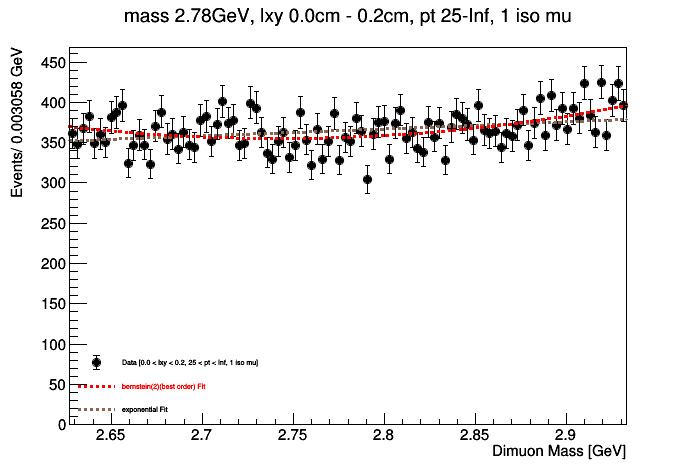 mass 2.78GeV, lxy 0.0cm - 0.2cm, pt 25-Inf, 1 iso mu
Events/ 0.003058 GeV
450
400
350
300
250
200
150
100
50
0
Data [0.0 < lxy < 0.2, 25 < pt < Inf, 1 iso mu]
bernstein(2)(best order) Fit
exponential Fit
2.65 2.7 2.75 2.8 2.85 2.9
Dimuon Mass [GeV]